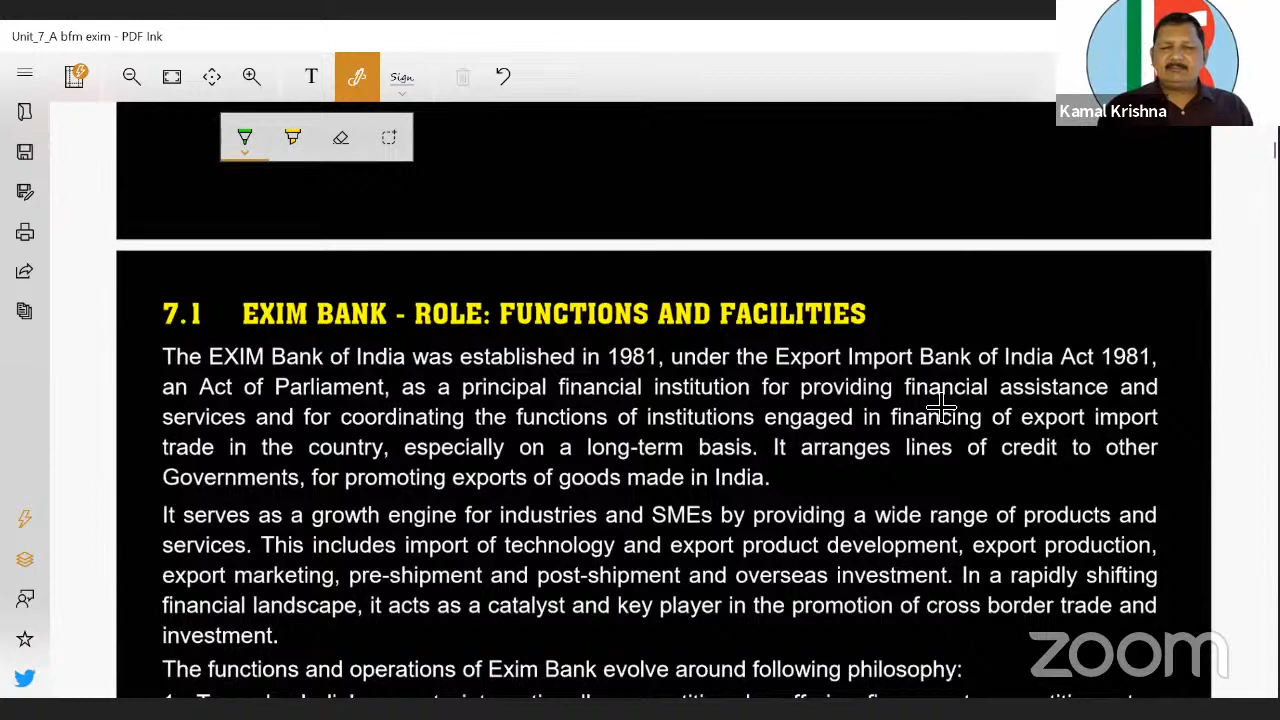 Unit_7_A bfm exim - PDF Ink
T
Sign
Kamal Krishna
7.1 EXIM BANK - ROLE: FUNCTIONS AND FACILITIES
The EXIM Bank of India was established in 1981, under the Export Import Bank of India Act 1981,
an Act of Parliament, as a principal financial institution for providing financial assistance and
services and for coordinating the functions of institutions engaged in financing of export import
trade in the country, especially on a long-term basis. It arranges lines of credit to other
Governments, for promoting exports of goods made in India.
It serves as a growth engine for industries and SMEs by providing a wide range of products and
services. This includes import of technology and export product development, export production,
export marketing, pre-shipment and post-shipment and overseas investment. In a rapidly shifting
financial landscape, it acts as a catalyst and key player in the promotion of cross border trade and
investment.
zoom
The functions and operations of Exim Bank evolve around following philosophy: